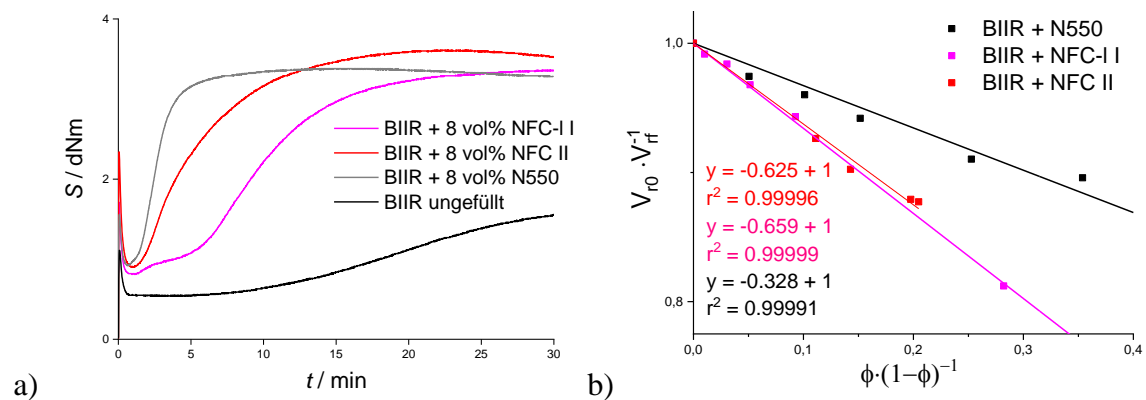 a)
S / dNm
4
2
0
0
5
10
15
20
25
30
t / min
BIIR + 8 vol% NFC-I I
BIIR + 8 vol% NFC II
BIIR + 8 vol% N550
BIIR ungefüllt
b)
V_r0 ·V_rf^-1
1,0
0,8
0,0
0,1
0,2
0,3
0,4
ϕ·(1−ϕ)^−1
BIIR + N550
BIIR + NFC-I I
BIIR + NFC II
y = -0.625 + 1
r² = 0.99996
y = -0.659 + 1
r² = 0.99999
y = -0.328 + 1
r² = 0.99991